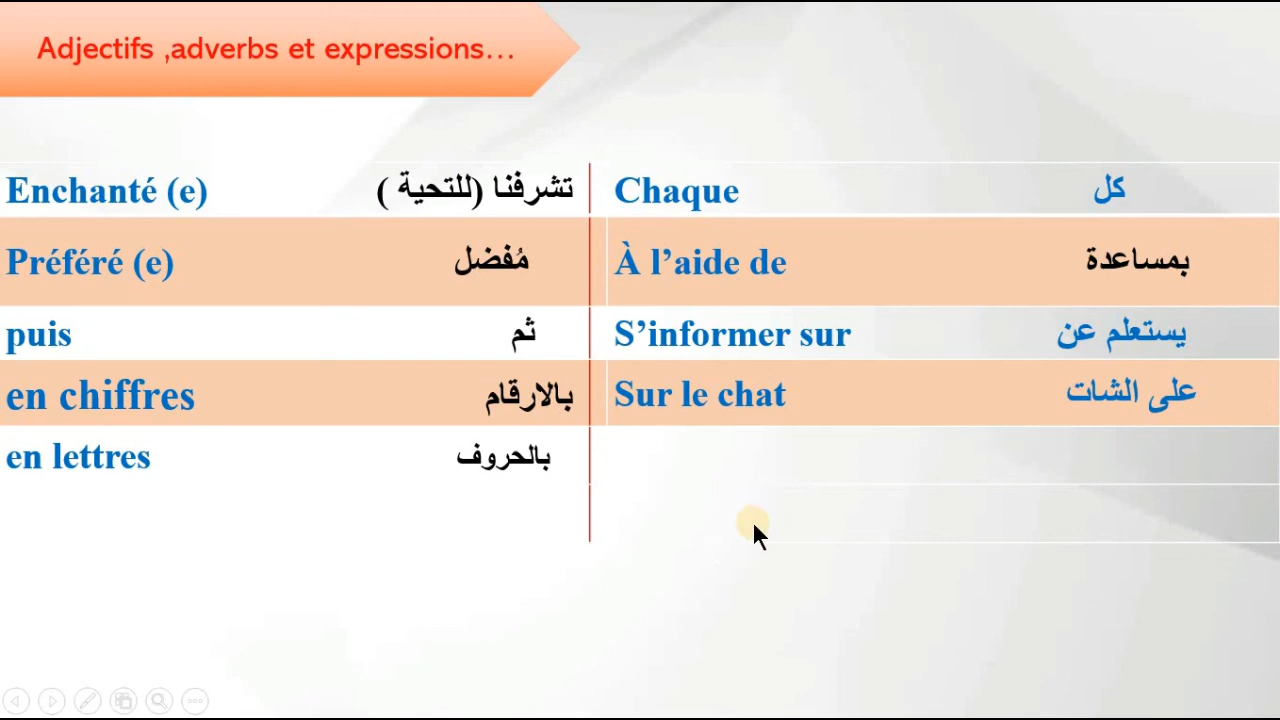 Adjectifs ,adverbs et expressions…
Enchanté (e) تشرفنا (للتحية ) Chaque كل
Préféré (e) مُفضل À l’aide de بمساعدة
puis ثم S’informer sur يستعلم عن
en chiffres بالارقام Sur le chat على الشات
en lettres بالحروف